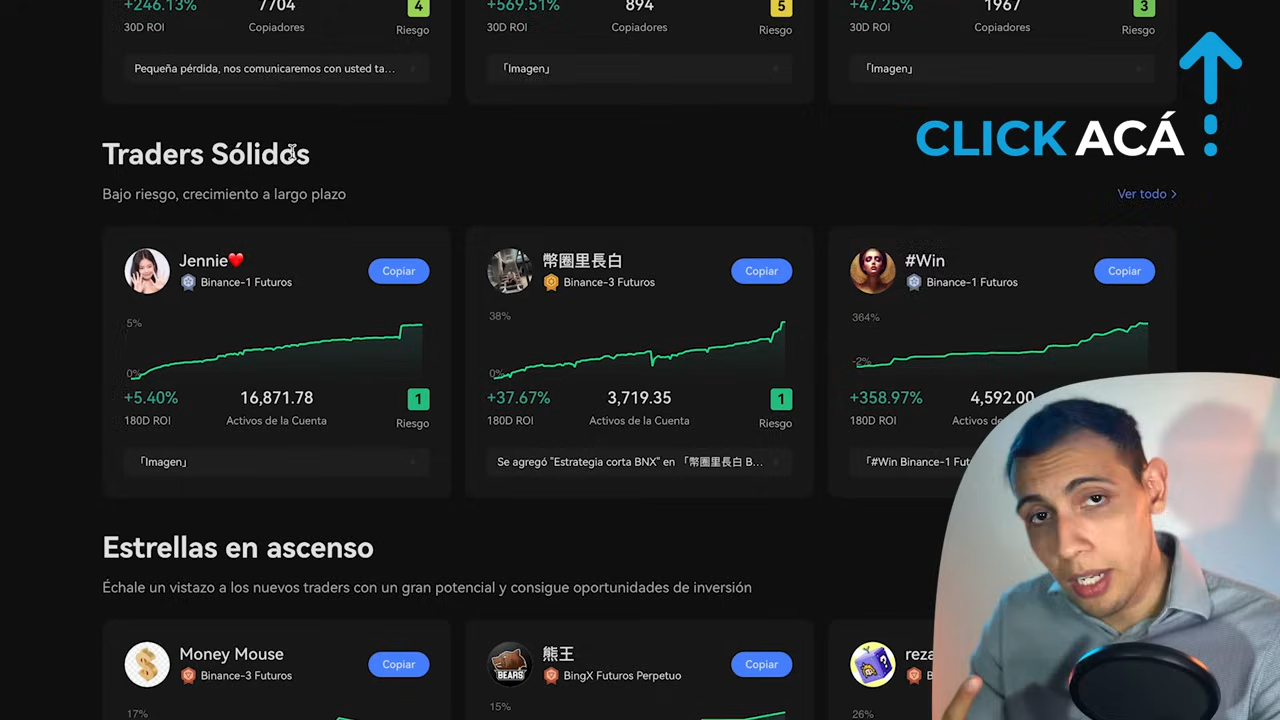 +246.13%
7704
4
30D ROI
Copiadores
Riesgo
Pequeña pérdida, nos comunicaremos con usted ta...
+569.51%
894
5
30D ROI
Copiadores
Riesgo
「Imagen」
+47.25%
1967
3
30D ROI
Copiadores
Riesgo
「Imagen」
CLICK ACÁ
Traders Sólidos
Bajo riesgo, crecimiento a largo plazo
Ver todo >
Jennie❤️
Binance-1 Futuros
Copiar
5%
0%
+5.40%
16,871.78
1
180D ROI
Activos de la Cuenta
Riesgo
「Imagen」
幣圈里長白
Binance-3 Futuros
Copiar
38%
0%
+37.67%
3,719.35
1
180D ROI
Activos de la Cuenta
Riesgo
Se agregó "Estrategia corta BNX" en 「幣圈里長白 B...
#Win
Binance-1 Futuros
Copiar
364%
-2%
+358.97%
4,592.00
180D ROI
Activos de
「#Win Binance-1 Fut
Estrellas en ascenso
Échale un vistazo a los nuevos traders con un gran potencial y consigue oportunidades de inversión
Money Mouse
Binance-3 Futuros
Copiar
17%
熊王
BingX Futuros Perpetuo
Copiar
15%
BEARS
reza
B
26%